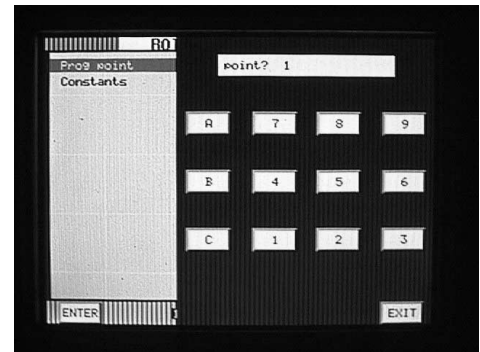 RO
Prog point
Constants
point? 1
A 7 8 9
B 4 5 6
C 1 2 3
ENTER EXIT